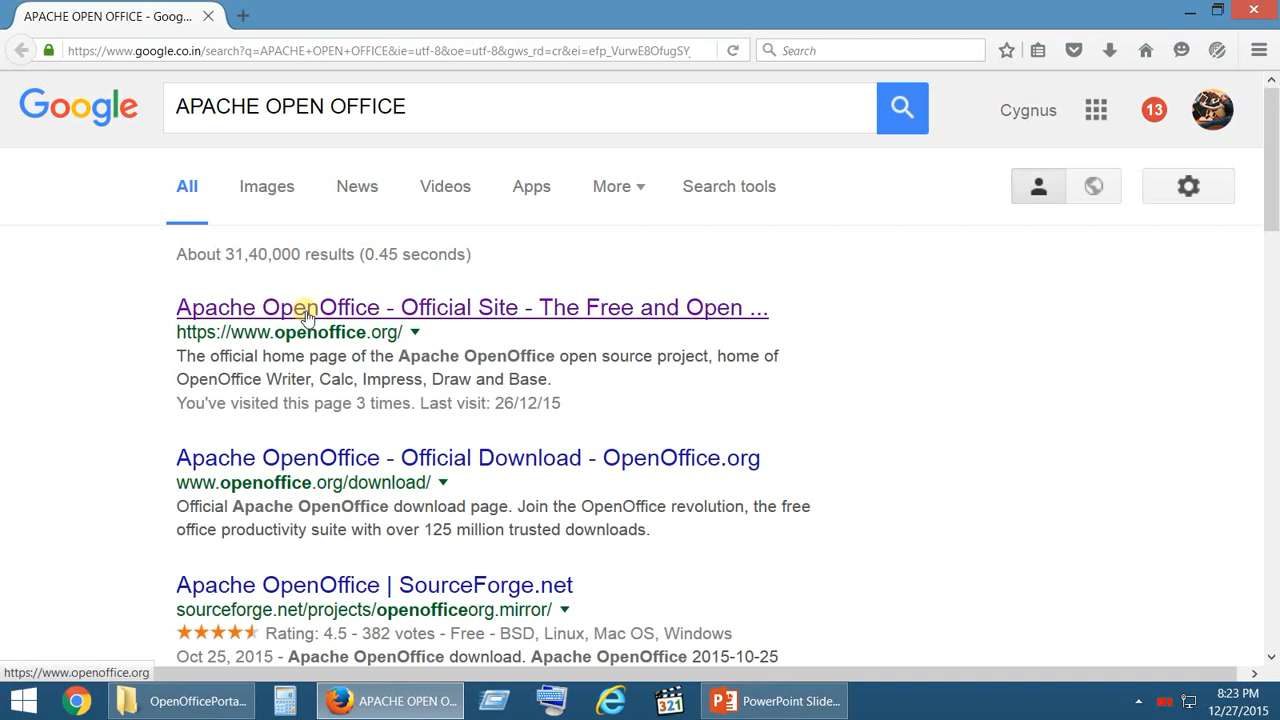 APACHE OPEN OFFICE - Goog...
https://www.google.co.in/search?q=APACHE+OPEN+OFFICE&ie=utf-8&oe=utf-8&gws_rd=cr&ei=efp_VurwE8OfugSY_
Search
Google
APACHE OPEN OFFICE
Cygnus
13
All
Images
News
Videos
Apps
More
Search tools
About 31,40,000 results (0.45 seconds)
Apache OpenOffice - Official Site - The Free and Open ...
https://www.openoffice.org/
The official home page of the Apache OpenOffice open source project, home of
OpenOffice Writer, Calc, Impress, Draw and Base.
You've visited this page 3 times. Last visit: 26/12/15
Apache OpenOffice - Official Download - OpenOffice.org
www.openoffice.org/download/
Official Apache OpenOffice download page. Join the OpenOffice revolution, the free
office productivity suite with over 125 million trusted downloads.
Apache OpenOffice | SourceForge.net
sourceforge.net/projects/openofficeorg.mirror/
Rating: 4.5 - 382 votes - Free - BSD, Linux, Mac OS, Windows
Oct 25, 2015 - Apache OpenOffice download. Apache OpenOffice 2015-10-25
https://www.openoffice.org
OpenOfficePorta...
APACHE OPEN O...
321
PowerPoint Slide...
8:23 PM
12/27/2015